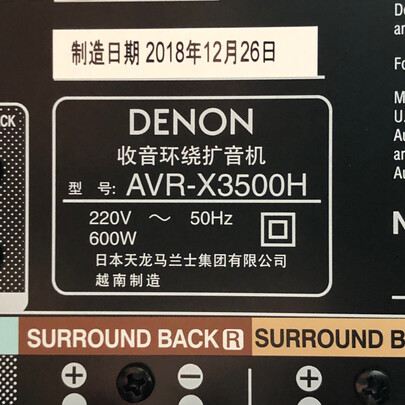 制造日期 2018年12月26日
DENON
收音环绕扩音机
型 号: AVR-X3500H
220V ～ 50Hz
600W
日本天龙马兰士集团有限公司
越南制造
SURROUND BACK R
SURROUND B